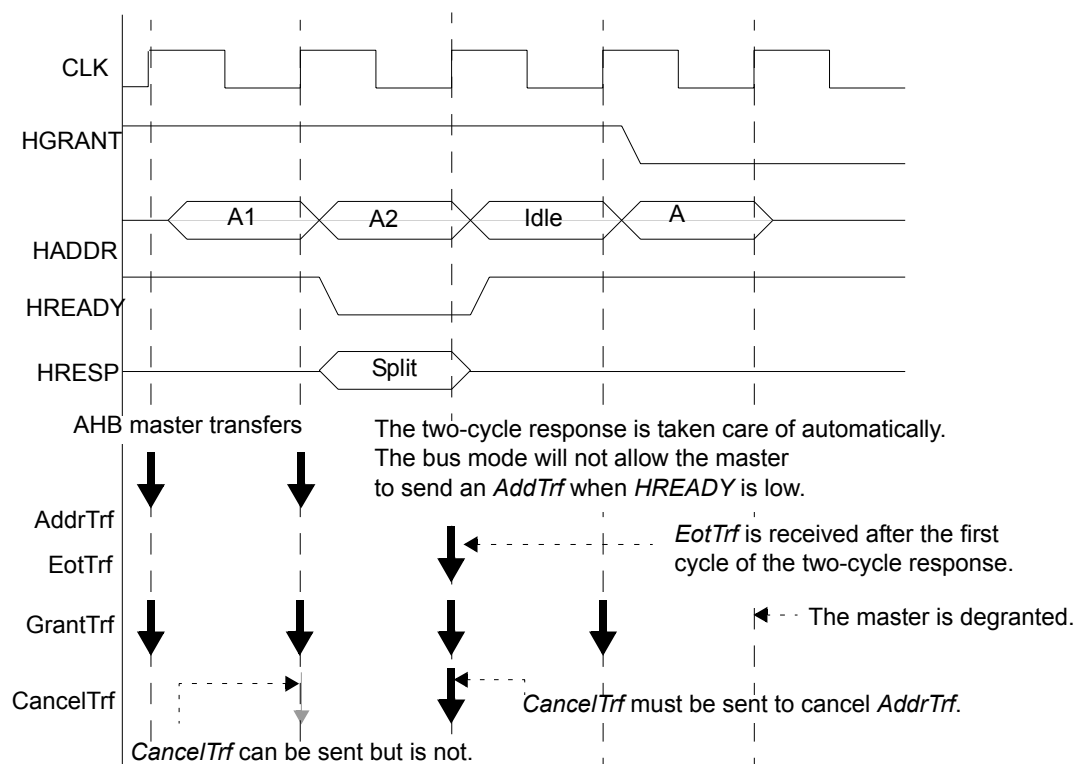 CLK
HGRANT
A1 A2 Idle A
HADDR
HREADY
HRESP Split
AHB master transfers
The two-cycle response is taken care of automatically.
The bus mode will not allow the master
to send an AddTrf when HREADY is low.
AddrTrf
EotTrf
EotTrf is received after the first
cycle of the two-cycle response.
GrantTrf
The master is degranted.
CancelTrf
CancelTrf must be sent to cancel AddrTrf.
CancelTrf can be sent but is not.